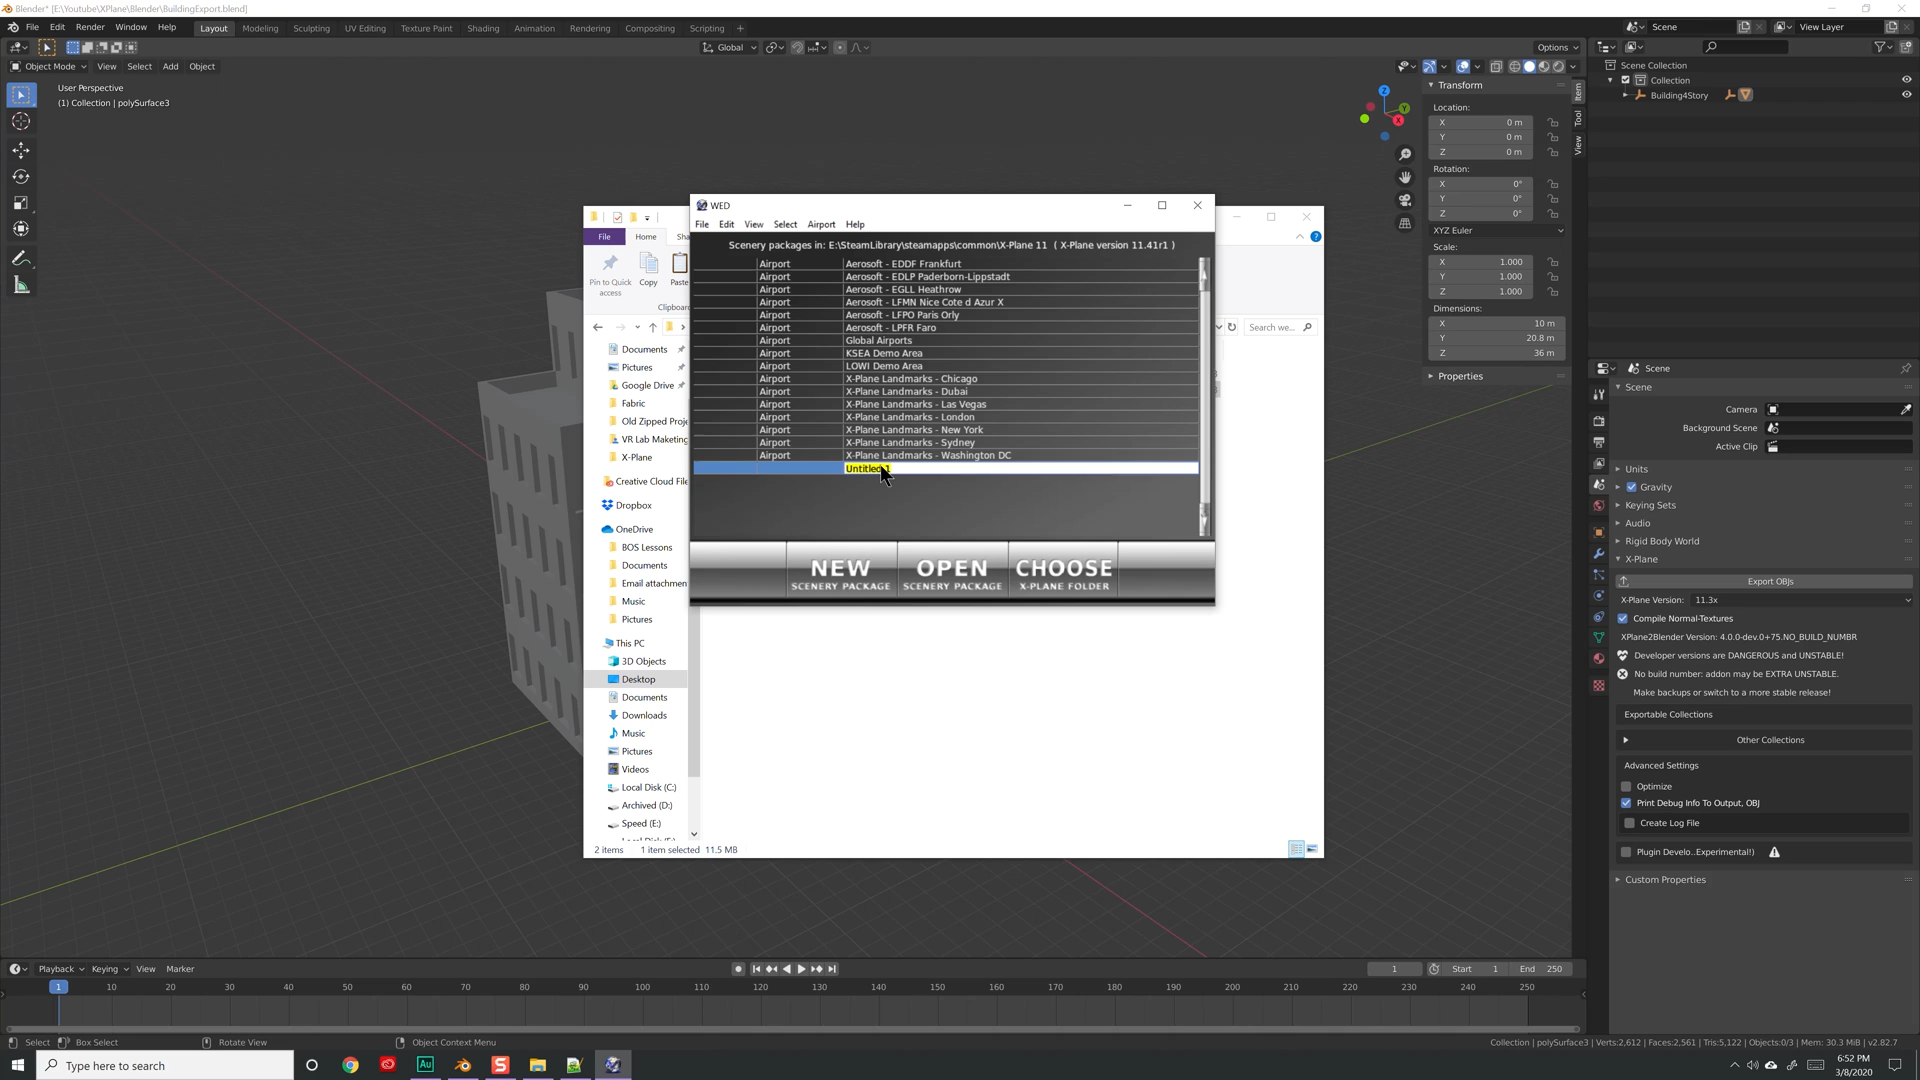 Blender* [E:\Youtube\XPlane\Blender\BuildingExport.blend]
File Edit Render Window Help Layout Modeling Sculpting UV Editing Texture Paint Shading Animation Rendering Compositing Scripting + Scene View Layer
Global Options
Object Mode View Select Add Object
User Perspective
(1) Collection | polySurface3
Scene Collection
Collection
Building4Story
Item
Tool
View
Transform
Location:
X 0 m
Y 0 m
Z 0 m
Rotation:
X 0°
Y 0°
Z 0°
XYZ Euler
Scale:
X 1.000
Y 1.000
Z 1.000
Dimensions:
X 10 m
Y 20.8 m
Z 36 m
Properties
WED
File Edit View Select Airport Help
Scenery packages in: E:\SteamLibrary\steamapps\common\X-Plane 11 ( X-Plane version 11.41r1 )
Airport Aerosoft - EDDF Frankfurt
Airport Aerosoft - EDLP Paderborn-Lippstadt
Airport Aerosoft - EGLL Heathrow
Airport Aerosoft - LFMN Nice Cote d Azur X
Airport Aerosoft - LFPO Paris Orly
Airport Aerosoft - LPFR Faro
Airport Global Airports
Airport KSEA Demo Area
Airport LOWI Demo Area
Airport X-Plane Landmarks - Chicago
Airport X-Plane Landmarks - Dubai
Airport X-Plane Landmarks - Las Vegas
Airport X-Plane Landmarks - London
Airport X-Plane Landmarks - New York
Airport X-Plane Landmarks - Sydney
Airport X-Plane Landmarks - Washington DC
NEW
SCENERY PACKAGE
OPEN
SCENERY PACKAGE
CHOOSE
X-PLANE FOLDER
File Home
Pin to Quick
access
Copy
Paste
Search we...
Documents
Pictures
Google Drive
Fabric
Old Zipped
VR Lab
X-Plane
Creative Cloud
Dropbox
OneDrive
BOS Lessons
Documents
Email
Music
Pictures
This PC
3D Objects
Desktop
Documents
Downloads
Music
Pictures
Videos
Local Disk (C:)
Archived (D:)
Speed (E:)
2 items 1 item selected 11.5 MB
Scene
Scene
Camera
Background Scene
Active Clip
Units
Gravity
Keying Sets
Audio
Rigid Body World
X-Plane
Export OBJs
X-Plane Version: 11.3x
Compile Normal-Textures
XPlane2Blender Version: 4.0.0-dev.0+75.NO_BUILD_NUMBR
Developer versions are DANGEROUS and UNSTABLE!
No build number: addon may be EXTRA UNSTABLE.
Make backups or switch to a more stable release!
Exportable Collections
Other Collections
Advanced Settings
Optimize
Print Debug Info To Output, OBJ
Create Log File
Plugin Develo..Experimental!)
Custom Properties
Playback Keying View Marker 1 Start 1 End 250
1 10 20 30 40 50 60 70 80 90 100 110 120 130 140 150 160 170 180 190 200 210 220 230 240 250
Select Box Select Rotate View Object Context Menu Collection | polySurface3 | Verts:2,612 | Faces:2,561 | Tris:5,122 | Objects:0/3 | Mem: 30.3 MiB | v2.82.7
Type here to search
6:52 PM
3/8/2020